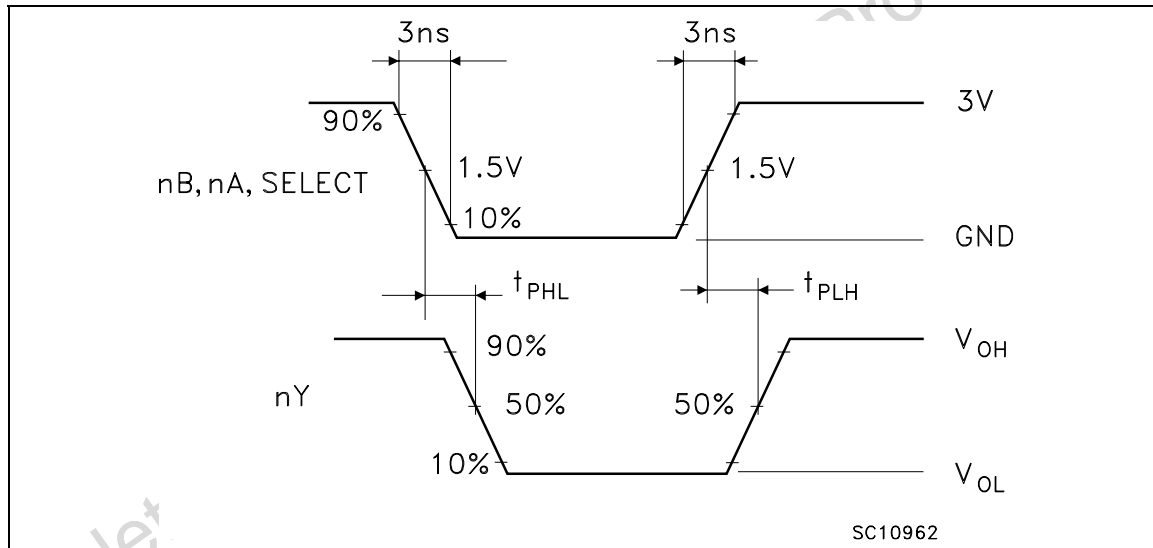 3ns 3ns
3V
90%
1.5V 1.5V
nB, nA, SELECT
10%
GND
tPHL tPLH
VOH
90%
nY
50% 50%
10%
VOL
SC10962